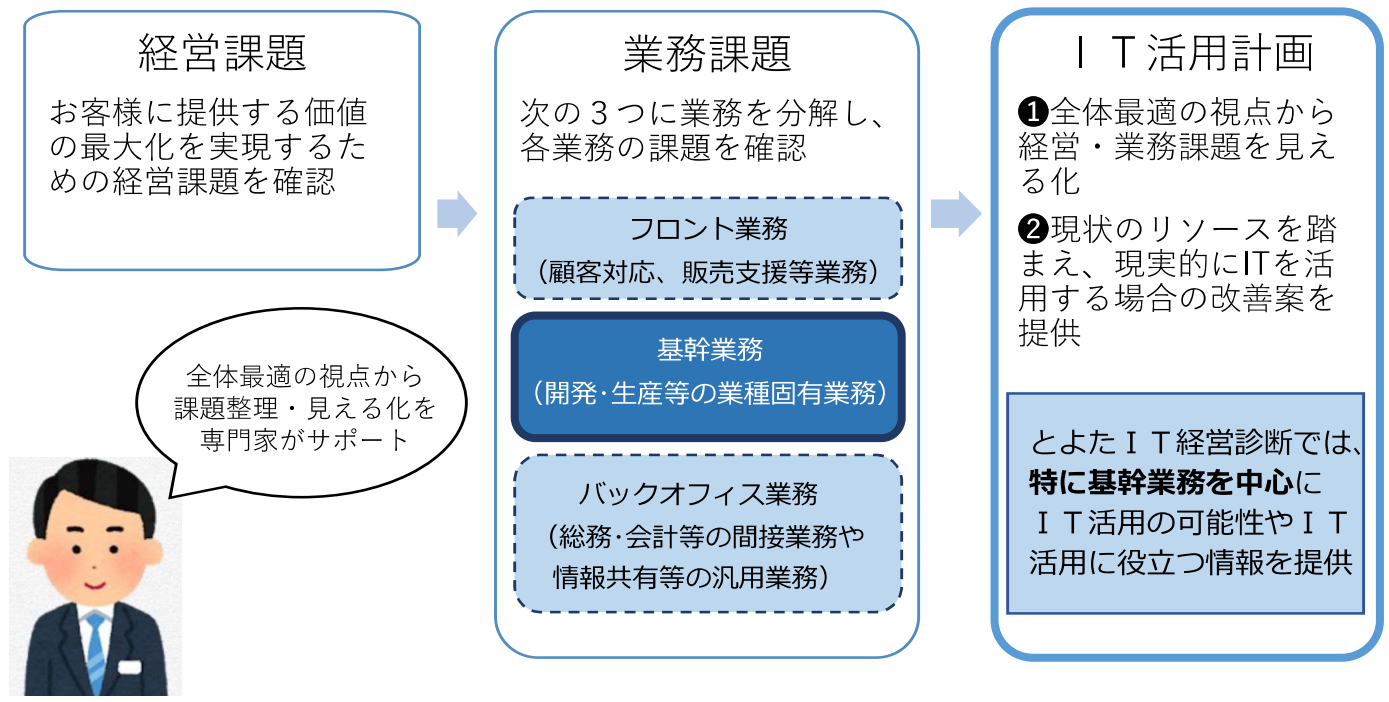 経営課題
お客様に提供する価値
の最大化を実現するた
めの経営課題を確認
全体最適の視点から
課題整理・見える化を
専門家がサポート
業務課題
次の３つに業務を分解し、
各業務の課題を確認
フロント業務
（顧客対応、販売支援等業務）
基幹業務
（開発･生産等の業種固有業務）
バックオフィス業務
（総務･会計等の間接業務や
情報共有等の汎用業務）
ＩＴ活用計画
❶全体最適の視点から
経営・業務課題を見え
る化
❷現状のリソースを踏
まえ、現実的にITを活
用する場合の改善案を
提供
とよたＩＴ経営診断では、
特に基幹業務を中心に
ＩＴ活用の可能性やＩＴ
活用に役立つ情報を提供